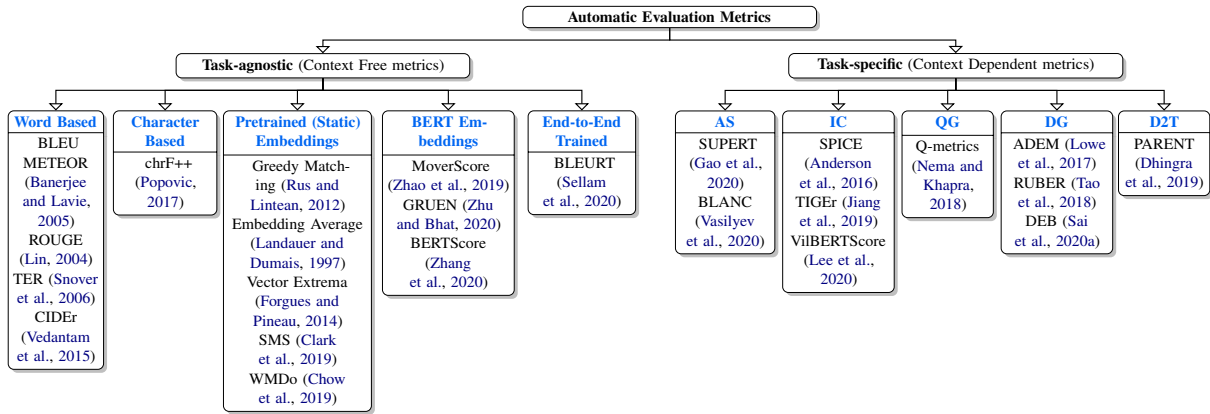 Automatic Evaluation Metrics
Task-agnostic (Context Free metrics)
Task-specific (Context Dependent metrics)
Word Based
BLEU
METEOR
(Banerjee
and Lavie,
2005)
ROUGE
(Lin, 2004)
TER (Snover
et al., 2006)
CIDEr
(Vedantam
et al., 2015)
Character
Based
chrF++
(Popovic,
2017)
Pretrained (Static)
Embeddings
Greedy Match-
ing (Rus and
Lintean, 2012)
Embedding Average
(Landauer and
Dumais, 1997)
Vector Extrema
(Forgues and
Pineau, 2014)
SMS (Clark
et al., 2019)
WMDo (Chow
et al., 2019)
BERT Em-
beddings
MoverScore
(Zhao et al., 2019)
GRUEN (Zhu
and Bhat, 2020)
BERTScore
(Zhang
et al., 2020)
End-to-End
Trained
BLEURT
(Sellam
et al., 2020)
AS
SUPERT
(Gao et al.,
2020)
BLANC
(Vasilyev
et al., 2020)
IC
SPICE
(Anderson
et al., 2016)
TIGEr (Jiang
et al., 2019)
VilBERTScore
(Lee et al.,
2020)
QG
Q-metrics
(Nema and
Khapra,
2018)
DG
ADEM (Lowe
et al., 2017)
RUBER (Tao
et al., 2018)
DEB (Sai
et al., 2020a)
D2T
PARENT
(Dhingra
et al., 2019)